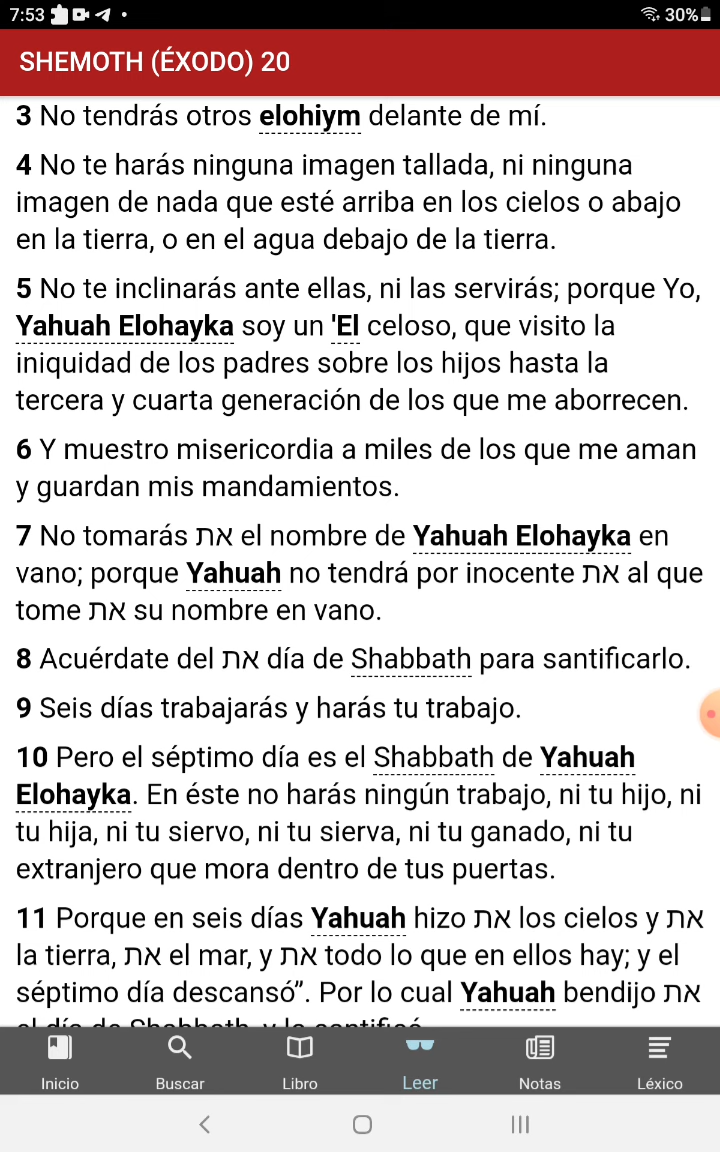 7:53
30%
SHEMOTH (ÉXODO) 20
3 No tendrás otros elohiym delante de mí.
4 No te harás ninguna imagen tallada, ni ninguna
imagen de nada que esté arriba en los cielos o abajo
en la tierra, o en el agua debajo de la tierra.
5 No te inclinarás ante ellas, ni las servirás; porque Yo,
Yahuah Elohayka soy un 'El celoso, que visito la
iniquidad de los padres sobre los hijos hasta la
tercera y cuarta generación de los que me aborrecen.
6 Y muestro misericordia a miles de los que me aman
y guardan mis mandamientos.
7 No tomarás את el nombre de Yahuah Elohayka en
vano; porque Yahuah no tendrá por inocente את al que
tome את su nombre en vano.
8 Acuérdate del את día de Shabbath para santificarlo.
9 Seis días trabajarás y harás tu trabajo.
10 Pero el séptimo día es el Shabbath de Yahuah
Elohayka. En éste no harás ningún trabajo, ni tu hijo, ni
tu hija, ni tu siervo, ni tu sierva, ni tu ganado, ni tu
extranjero que mora dentro de tus puertas.
11 Porque en seis días Yahuah hizo את los cielos y את
la tierra, את el mar, y את todo lo que en ellos hay; y el
séptimo día descansó”. Por lo cual Yahuah bendijo את
al día de Shabbath, y lo santificó.
Inicio Buscar Libro Leer Notas Léxico